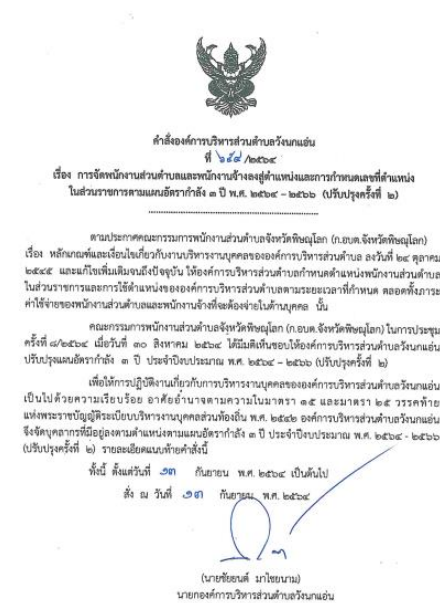 คำสั่งองค์การบริหารส่วนตำบลวังนกแอ่น
ที่ ๖๕๔ /๒๕๖๔
เรื่อง การจัดพนักงานส่วนตำบลและพนักงานจ้างลงสู่ตำแหน่งและการกำหนดเลขที่ตำแหน่ง
ในส่วนราชการตามแผนอัตรากำลัง ๓ ปี พ.ศ. ๒๕๖๔ – ๒๕๖๖ (ปรับปรุงครั้งที่ ๒)
ตามประกาศคณะกรรมการพนักงานส่วนตำบลจังหวัดพิษณุโลก (ก.อบต.จังหวัดพิษณุโลก)
เรื่อง หลักเกณฑ์และเงื่อนไขเกี่ยวกับงานบริหารงานบุคคลขององค์การบริหารส่วนตำบล ลงวันที่ ๒๔ ตุลาคม
๒๕๔๕ และแก้ไขเพิ่มเติมจนถึงปัจจุบัน ให้องค์การบริหารส่วนตำบลกำหนดตำแหน่งพนักงานส่วนตำบล
ในส่วนราชการและการใช้ตำแหน่งขององค์การบริหารส่วนตำบลตามระยะเวลาที่กำหนด ตลอดทั้งภาระ
ค่าใช้จ่ายของพนักงานส่วนตำบลและพนักงานจ้างที่จะต้องจ่ายในด้านบุคคล นั้น
คณะกรรมการพนักงานส่วนตำบลจังหวัดพิษณุโลก (ก.อบต.จังหวัดพิษณุโลก) ในการประชุม
ครั้งที่ ๘/๒๕๖๔ เมื่อวันที่ ๓๐ สิงหาคม ๒๕๖๔ ได้มีมติเห็นชอบให้องค์การบริหารส่วนตำบลวังนกแอ่น
ปรับปรุงแผนอัตรากำลัง ๓ ปี ประจำปีงบประมาณ พ.ศ. ๒๕๖๔ – ๒๕๖๖ (ปรับปรุงครั้งที่ ๒)
เพื่อให้การปฏิบัติงานเกี่ยวกับการบริหารงานบุคคลขององค์การบริหารส่วนตำบลวังนกแอ่น
เป็นไปด้วยความเรียบร้อย อาศัยอำนาจตามความในมาตรา ๑๕ และมาตรา ๒๕ วรรคท้าย
แห่งพระราชบัญญัติระเบียบบริหารงานบุคคลส่วนท้องถิ่น พ.ศ. ๒๕๔๒ องค์การบริหารส่วนตำบลวังนกแอ่น
จึงจัดบุคลากรที่มีอยู่ลงตามตำแหน่งตามแผนอัตรากำลัง ๓ ปี ประจำปีงบประมาณ พ.ศ. ๒๕๖๔ - ๒๕๖๖
(ปรับปรุงครั้งที่ ๒) รายละเอียดแนบท้ายคำสั่งนี้
ทั้งนี้ ตั้งแต่วันที่ ๑๓ กันยายน พ.ศ. ๒๕๖๔ เป็นต้นไป
สั่ง ณ วันที่ ๑๓ กันยายน พ.ศ. ๒๕๖๔
(นายชัยยนต์ มาไชยนาม)
นายกองค์การบริหารส่วนตำบลวังนกแอ่น